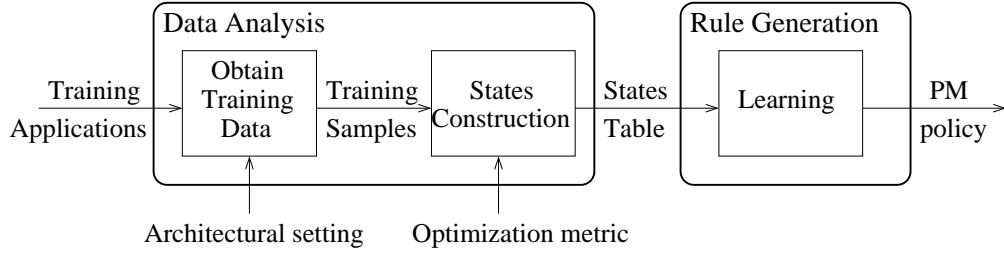 Data Analysis
Rule Generation
Training
Applications
Obtain
Training
Data
Training
Samples
States
Construction
States
Table
Learning
PM
policy
Architectural setting
Optimization metric